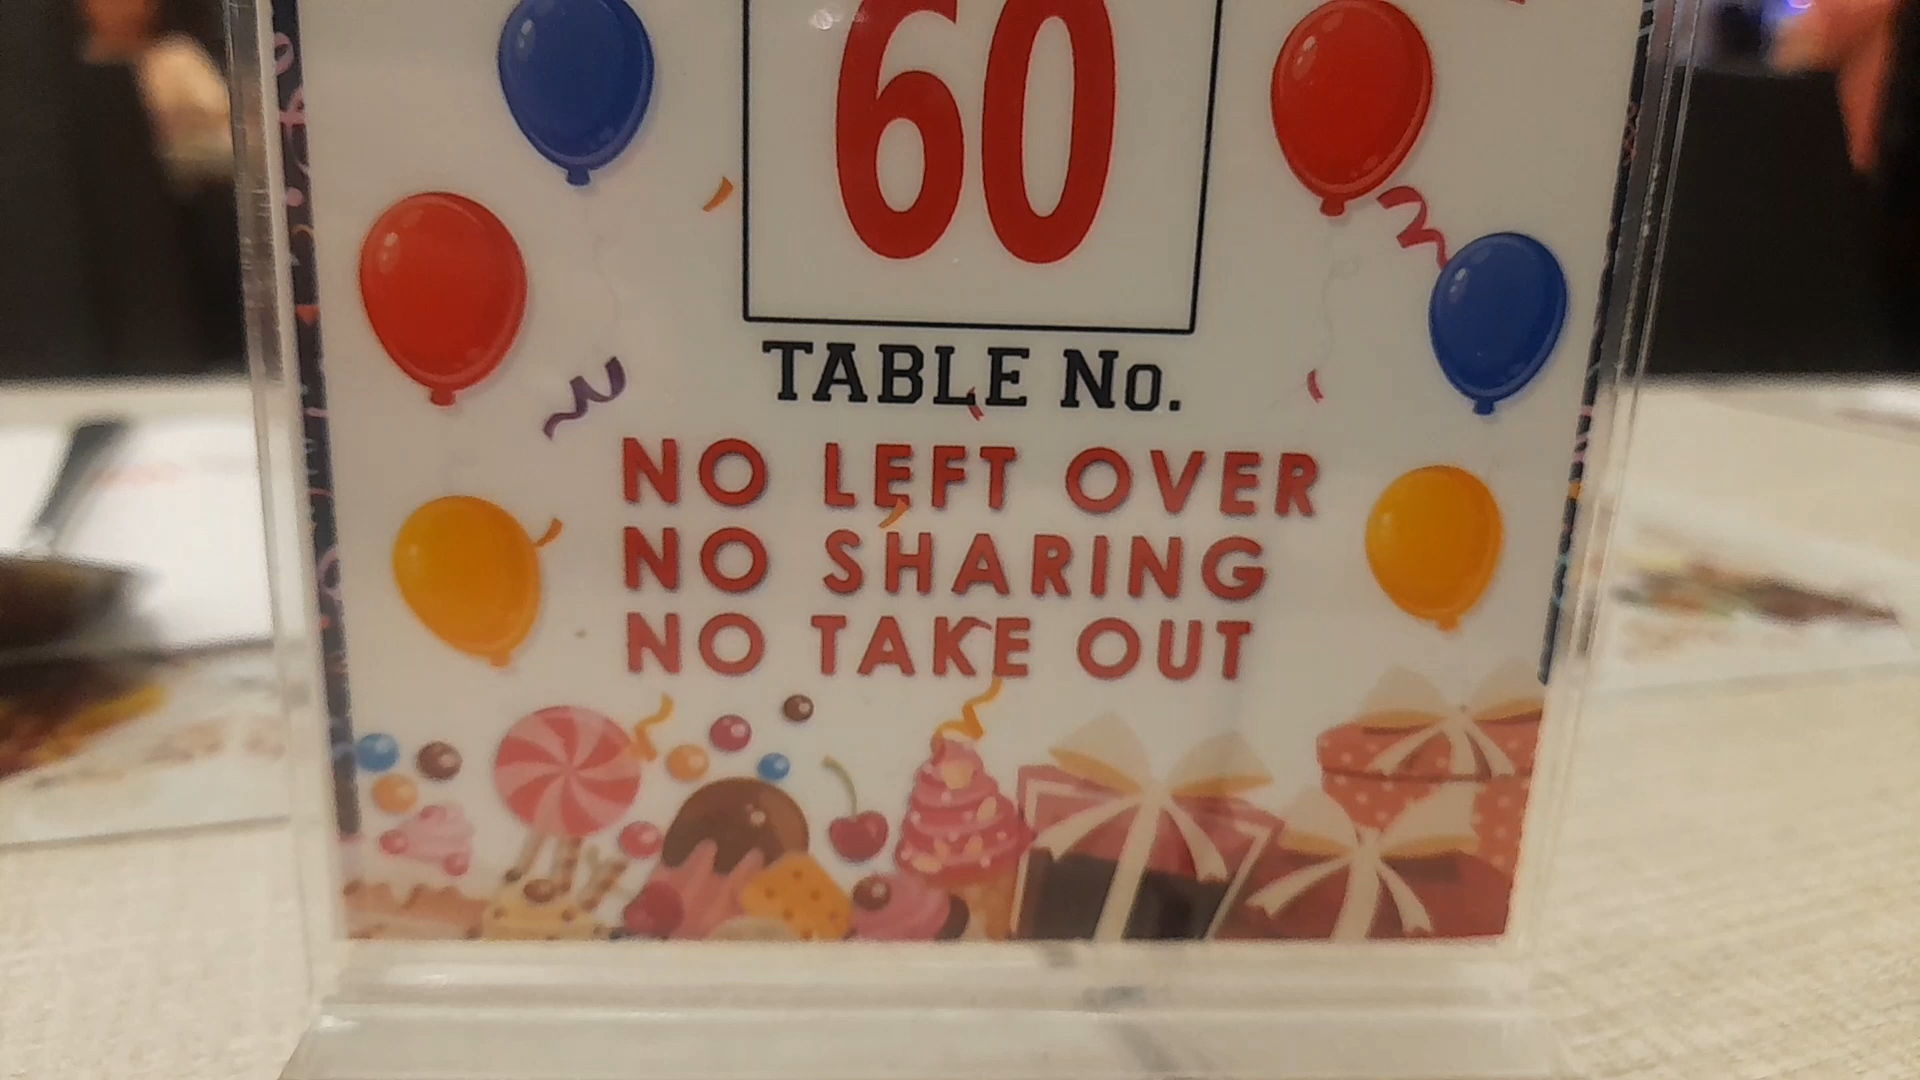 60
TABLE No.
NO LEFT OVER
NO SHARING
NO TAKE OUT